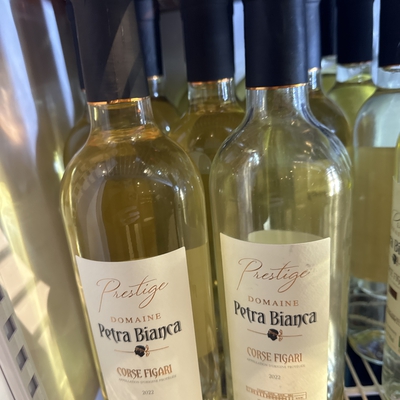 Prestige
DOMAINE
Petra Bianca
CORSE FIGARI
2022
Prestige
DOMAINE
Petra Bianca
CORSE FIGARI
2022